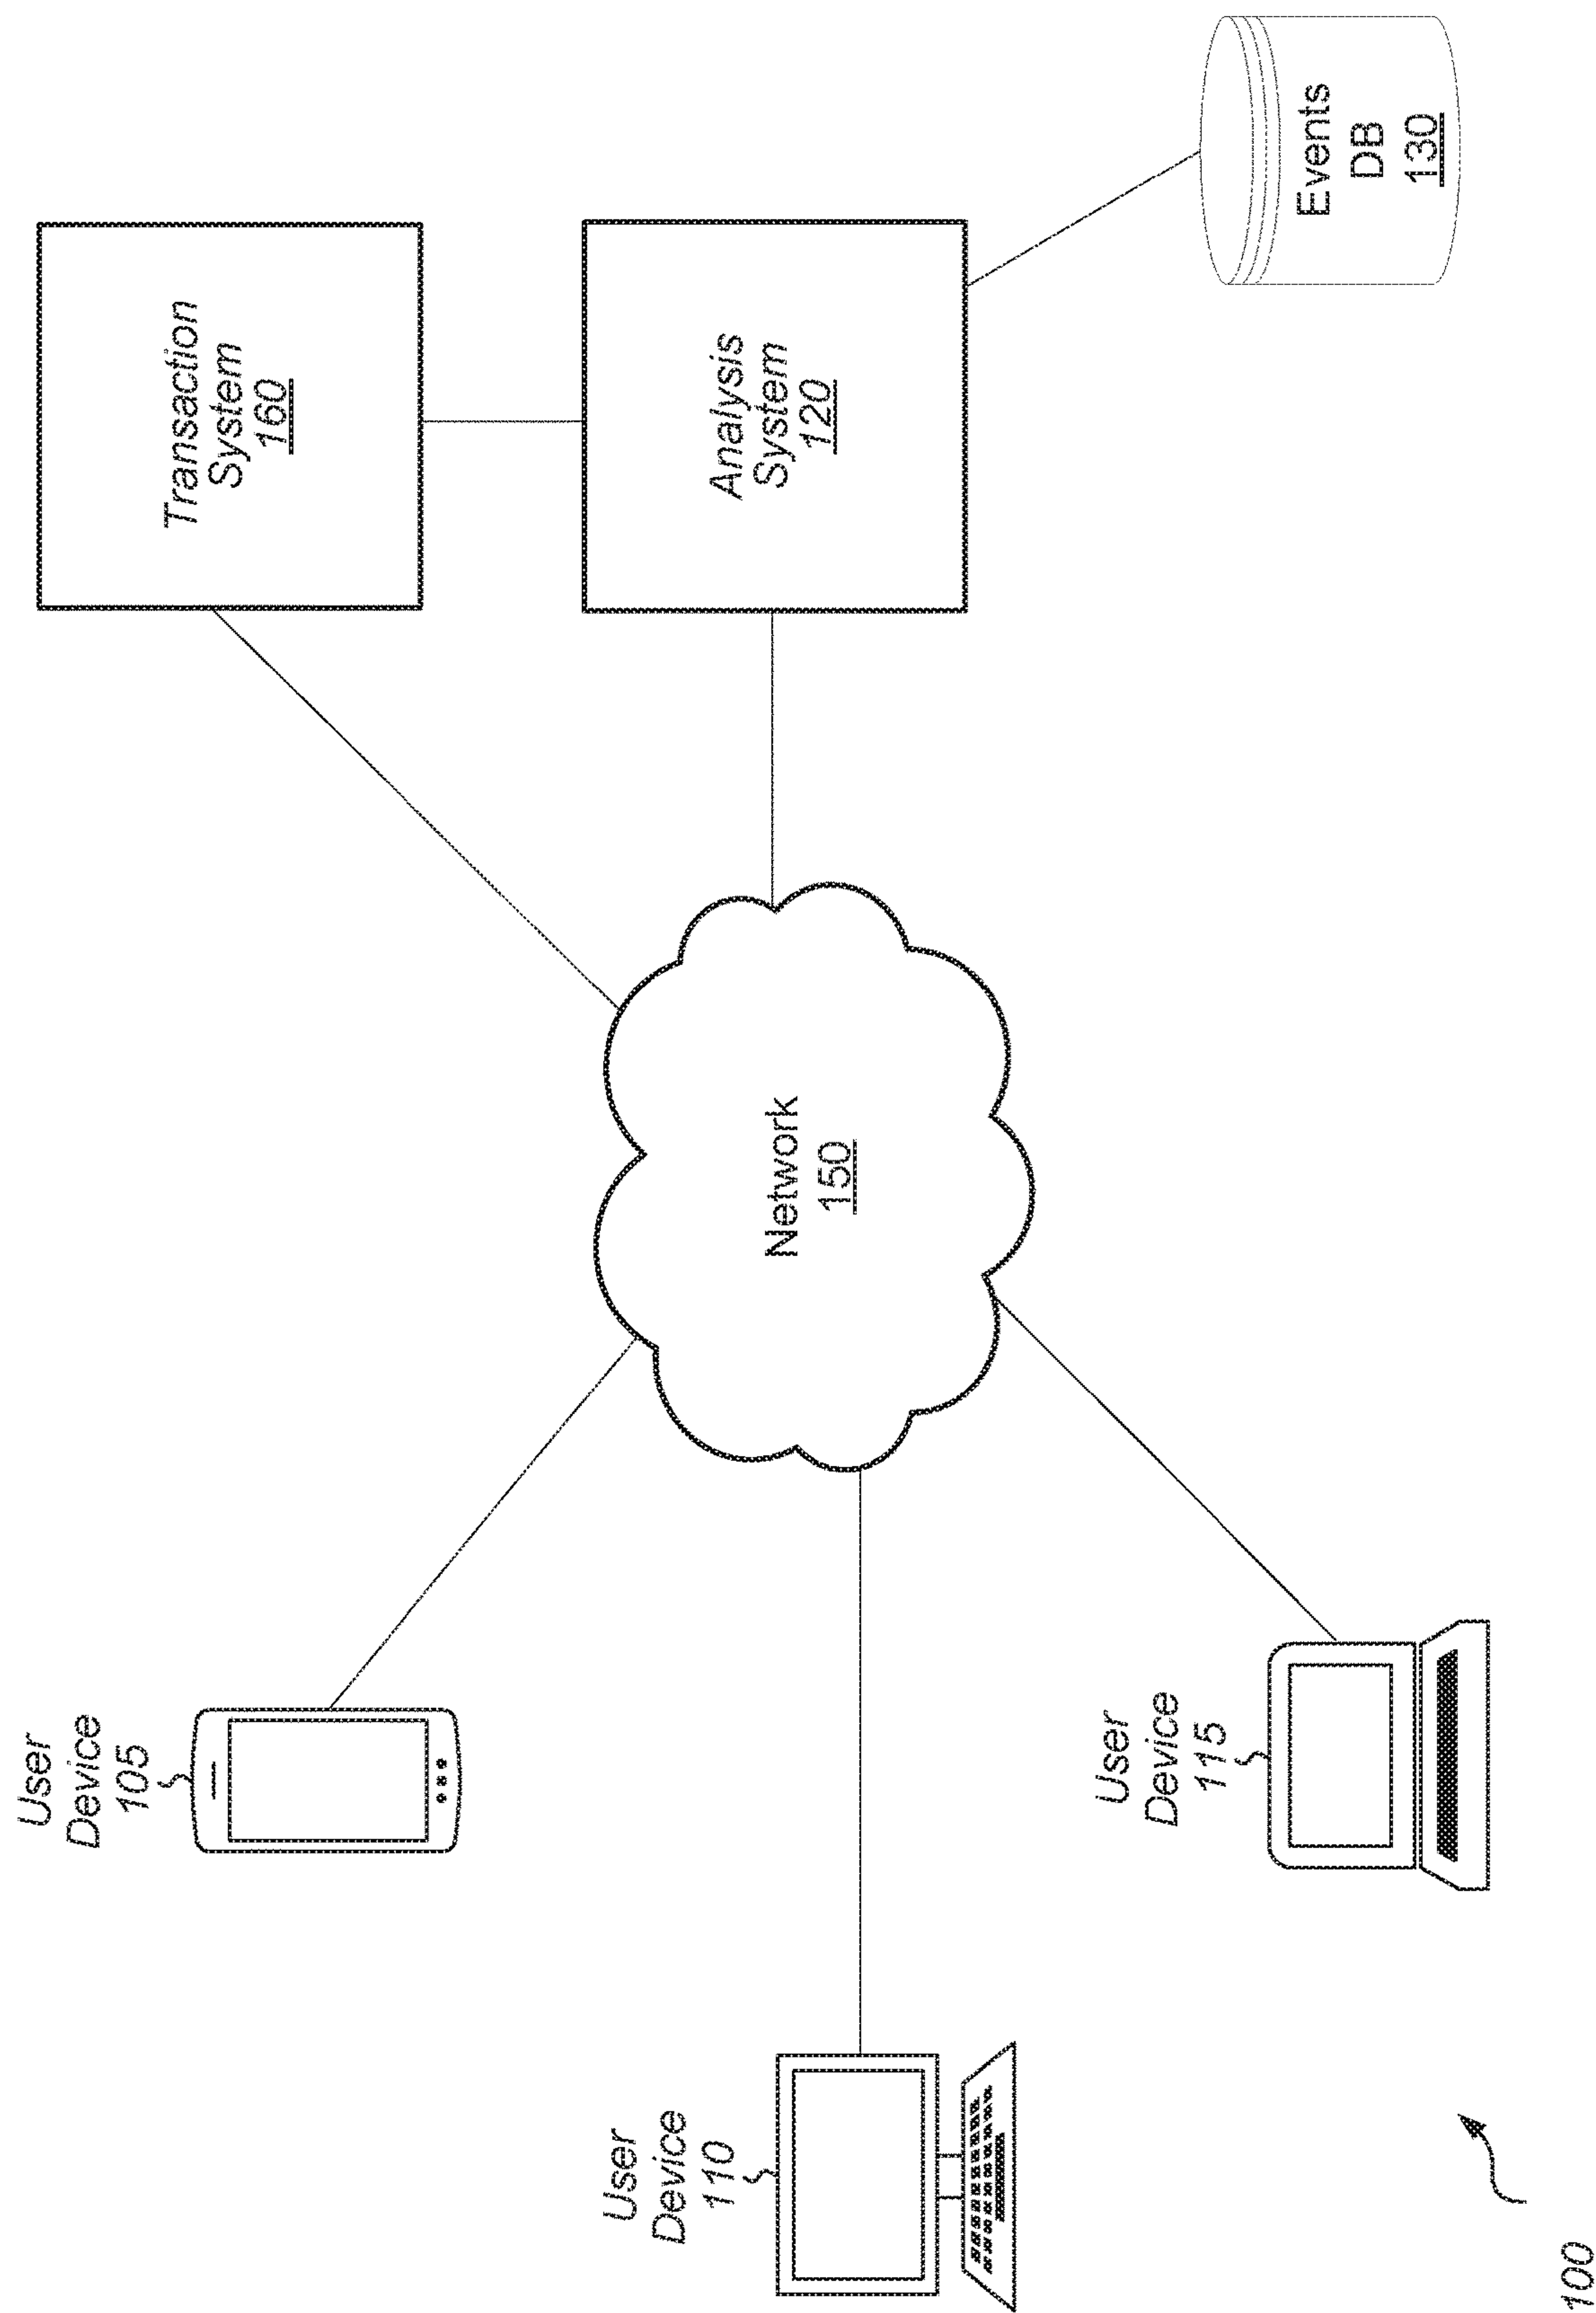 User
Device
105
User
Device
110
User
Device
115
Network
150
Transaction
System
160
Analysis
System
120
Events
DB
130
100